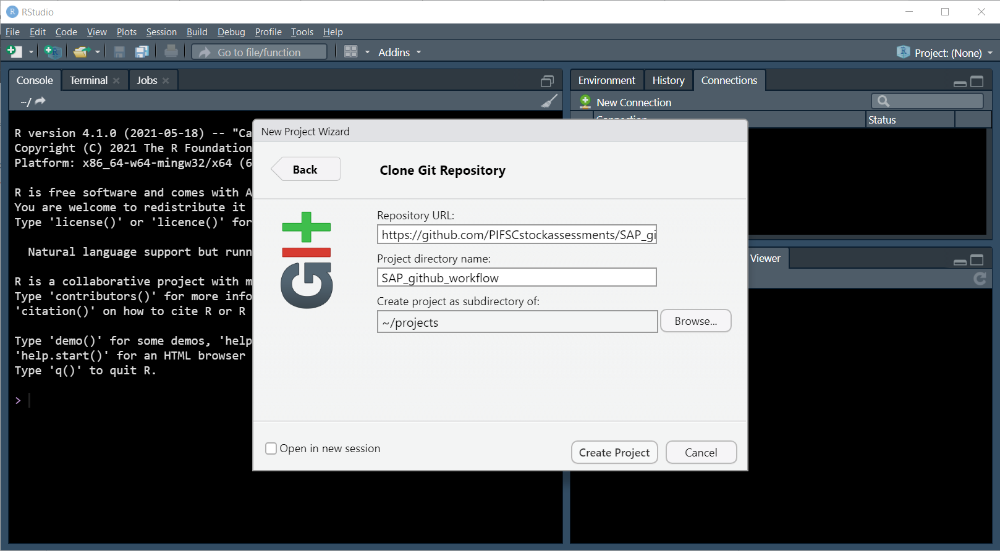 RStudio
File Edit Code View Plots Session Build Debug Profile Tools Help
Go to file/function Addins Project: (None)
Console Terminal Jobs
~/
R version 4.1.0 (2021-05-18) -- "Ca
Copyright (C) 2021 The R Foundation
Platform: x86_64-w64-mingw32/x64 (6
R is free software and comes with A
You are welcome to redistribute it
Type 'license()' or 'licence()' for
Natural language support but runn
R is a collaborative project with m
Type 'contributors()' for more info
'citation()' on how to cite R or R
Type 'demo()' for some demos, 'help
'help.start()' for an HTML browser
Type 'q()' to quit R.
>
Environment History Connections
New Connection
Connection Status
Viewer
New Project Wizard
Back
Clone Git Repository
GIT
Repository URL:
https://github.com/PIFSCstockassessments/SAP_gi
Project directory name:
SAP_github_workflow
Create project as subdirectory of:
~/projects
Browse...
Open in new session
Create Project
Cancel